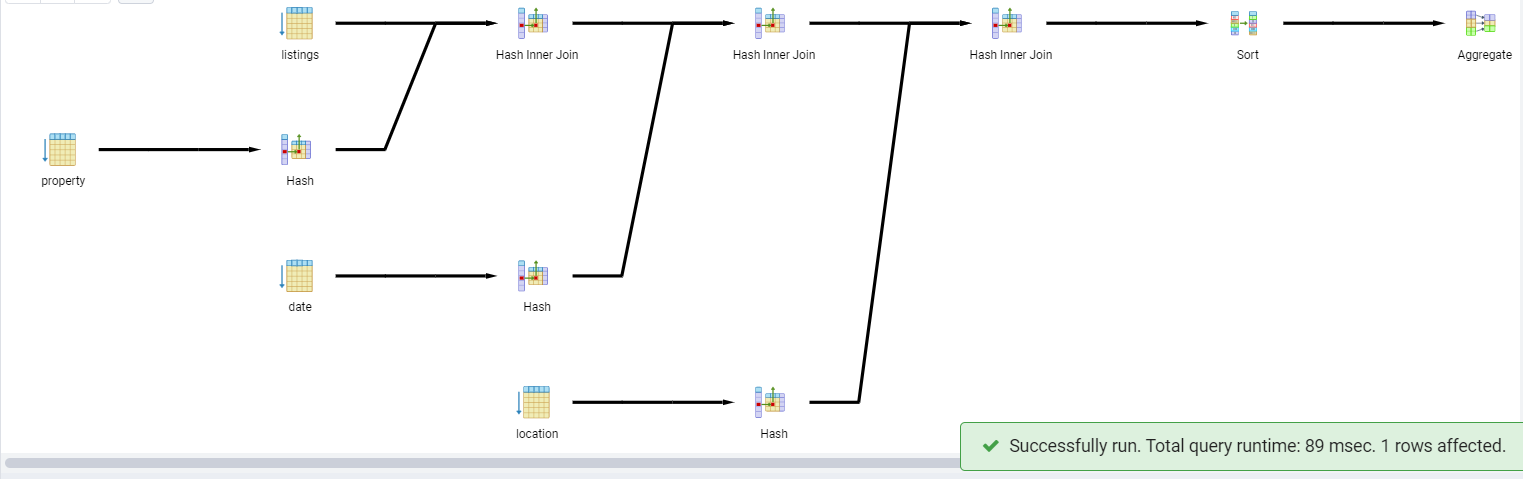 listings
Hash Inner Join
Hash Inner Join
Hash Inner Join
Sort
Aggregate
property
Hash
date
Hash
location
Hash
Successfully run. Total query runtime: 89 msec. 1 rows affected.